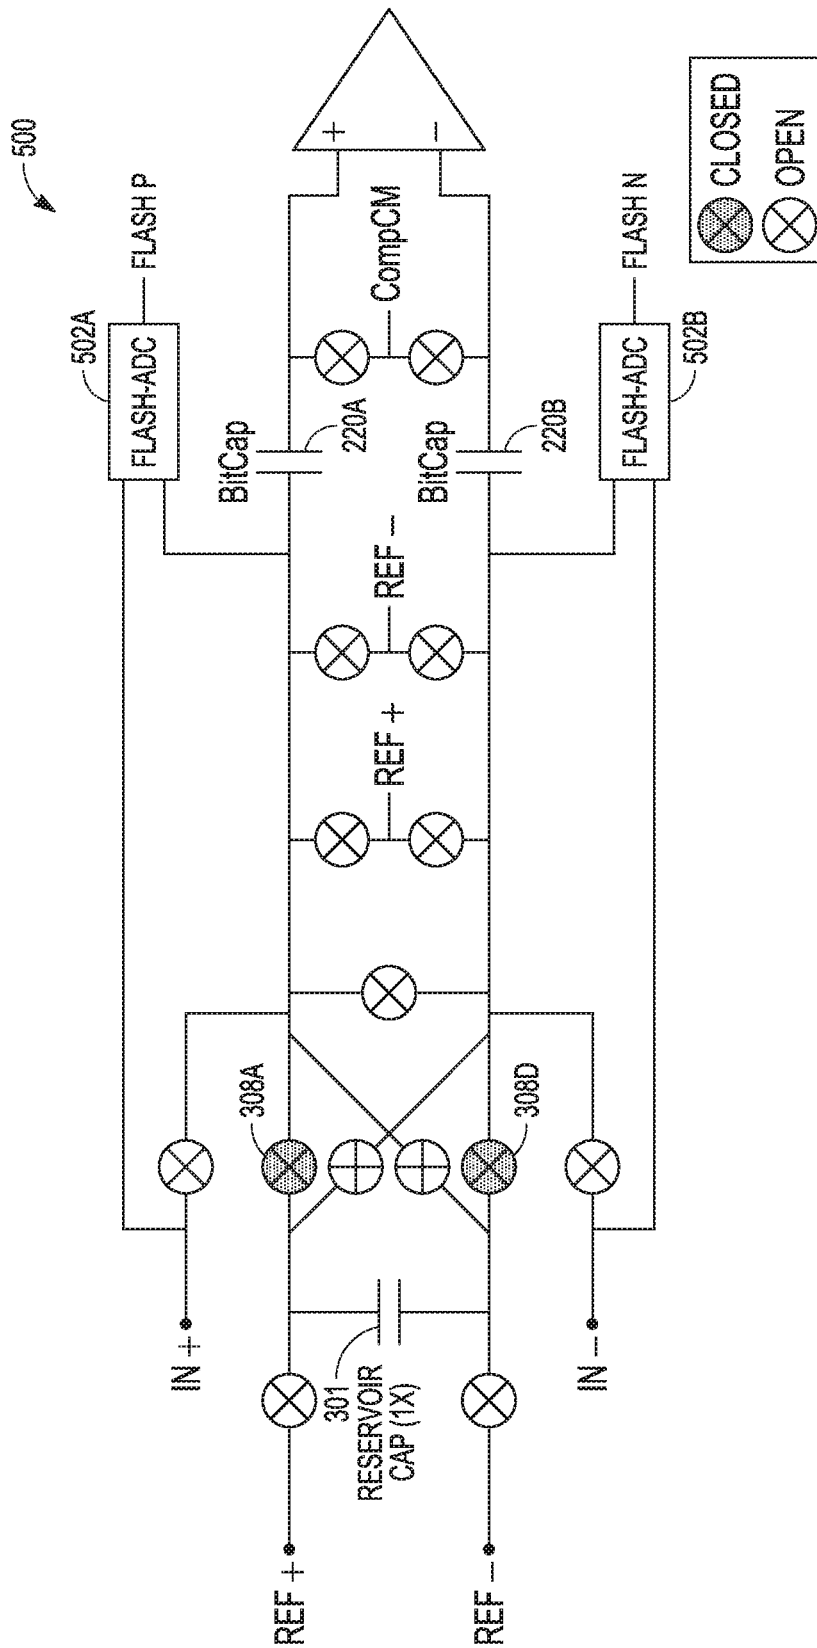 500
502A
FLASH-ADC
FLASH P
308A
BitCap
220A
IN +
REF +
301
RESERVOIR
CAP (1X)
REF +
REF −
CompCM
+
−
REF −
IN −
308D
BitCap
220B
502B
FLASH-ADC
FLASH N
CLOSED
OPEN